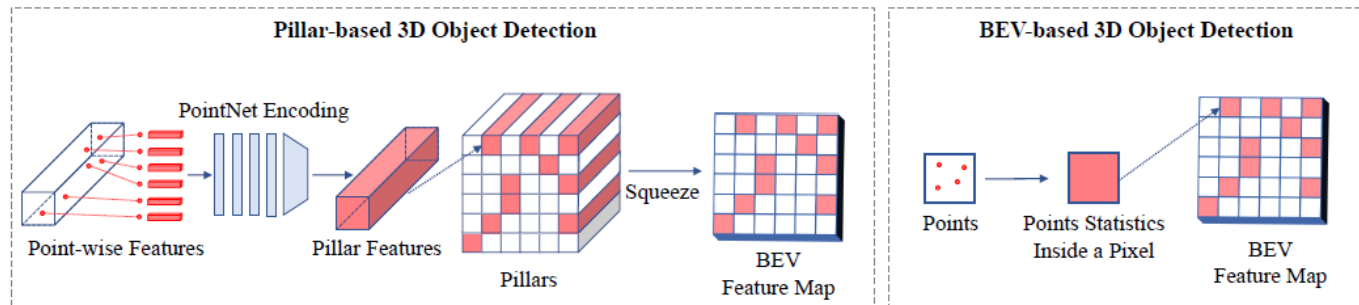 Pillar-based 3D Object Detection
PointNet Encoding
Point-wise Features
Pillar Features
Pillars
Squeeze
BEV
Feature Map
BEV-based 3D Object Detection
Points
Points Statistics
Inside a Pixel
BEV
Feature Map